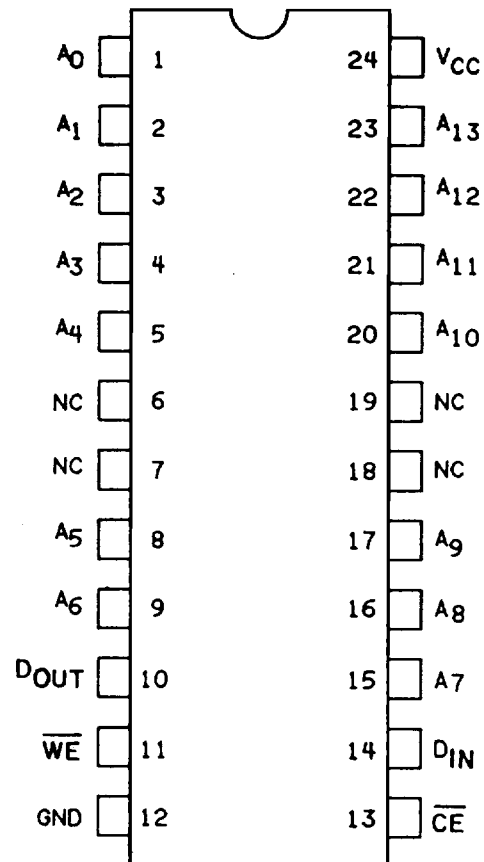 A0 1 24 VCC
A1 2 23 A13
A2 3 22 A12
A3 4 21 A11
A4 5 20 A10
NC 6 19 NC
NC 7 18 NC
A5 8 17 A9
A6 9 16 A8
DOUT 10 15 A7
WE 11 14 DIN
GND 12 13 CE